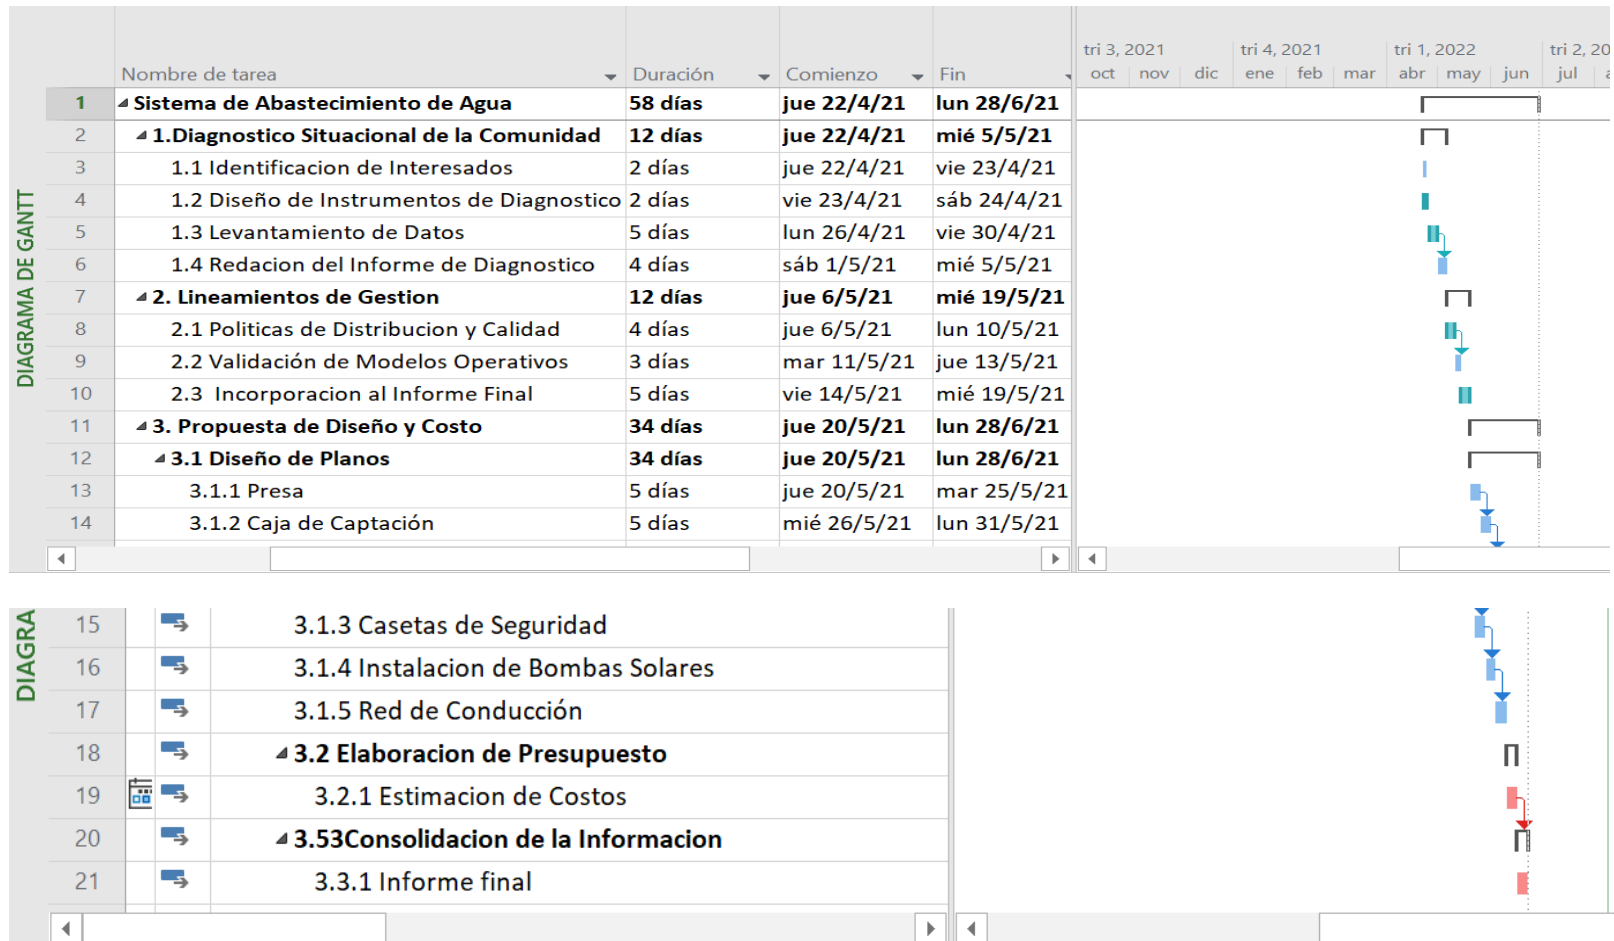 tri 3, 2021 tri 4, 2021 tri 1, 2022 tri 2, 20
Nombre de tarea Duración Comienzo Fin oct nov dic ene feb mar abr may jun jul a
1 Sistema de Abastecimiento de Agua 58 días jue 22/4/21 lun 28/6/21
2 1.Diagnostico Situacional de la Comunidad 12 días jue 22/4/21 mié 5/5/21
3 1.1 Identificacion de Interesados 2 días jue 22/4/21 vie 23/4/21
4 1.2 Diseño de Instrumentos de Diagnostico 2 días vie 23/4/21 sáb 24/4/21
5 1.3 Levantamiento de Datos 5 días lun 26/4/21 vie 30/4/21
6 1.4 Redacion del Informe de Diagnostico 4 días sáb 1/5/21 mié 5/5/21
7 2. Lineamientos de Gestion 12 días jue 6/5/21 mié 19/5/21
8 2.1 Politicas de Distribucion y Calidad 4 días jue 6/5/21 lun 10/5/21
9 2.2 Validación de Modelos Operativos 3 días mar 11/5/21 jue 13/5/21
10 2.3 Incorporacion al Informe Final 5 días vie 14/5/21 mié 19/5/21
11 3. Propuesta de Diseño y Costo 34 días jue 20/5/21 lun 28/6/21
12 3.1 Diseño de Planos 34 días jue 20/5/21 lun 28/6/21
13 3.1.1 Presa 5 días jue 20/5/21 mar 25/5/21
14 3.1.2 Caja de Captación 5 días mié 26/5/21 lun 31/5/21
DIAGRAMA DE GANTT
15 3.1.3 Casetas de Seguridad
16 3.1.4 Instalacion de Bombas Solares
17 3.1.5 Red de Conducción
18 3.2 Elaboracion de Presupuesto
19 3.2.1 Estimacion de Costos
20 3.53Consolidacion de la Informacion
21 3.3.1 Informe final
DIAGRA